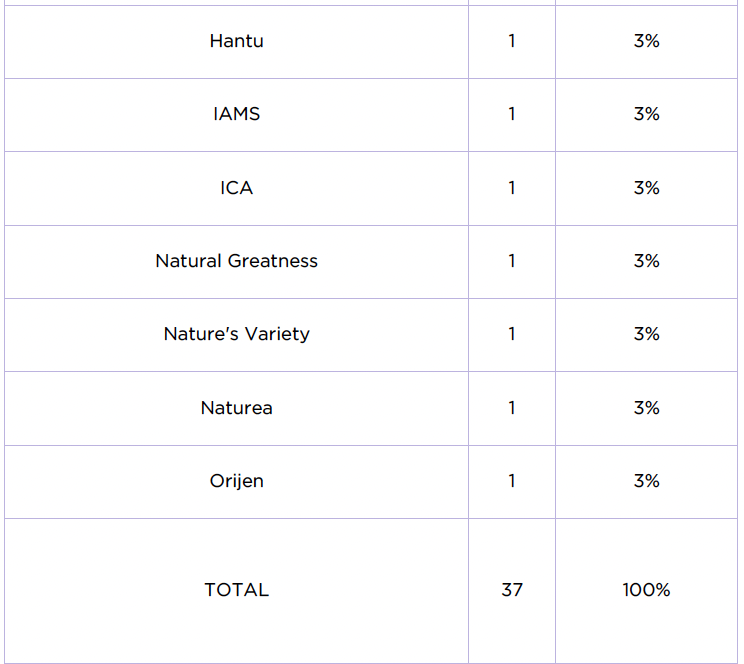 Hantu 1 3%
IAMS 1 3%
ICA 1 3%
Natural Greatness 1 3%
Nature's Variety 1 3%
Naturea 1 3%
Orijen 1 3%
TOTAL 37 100%